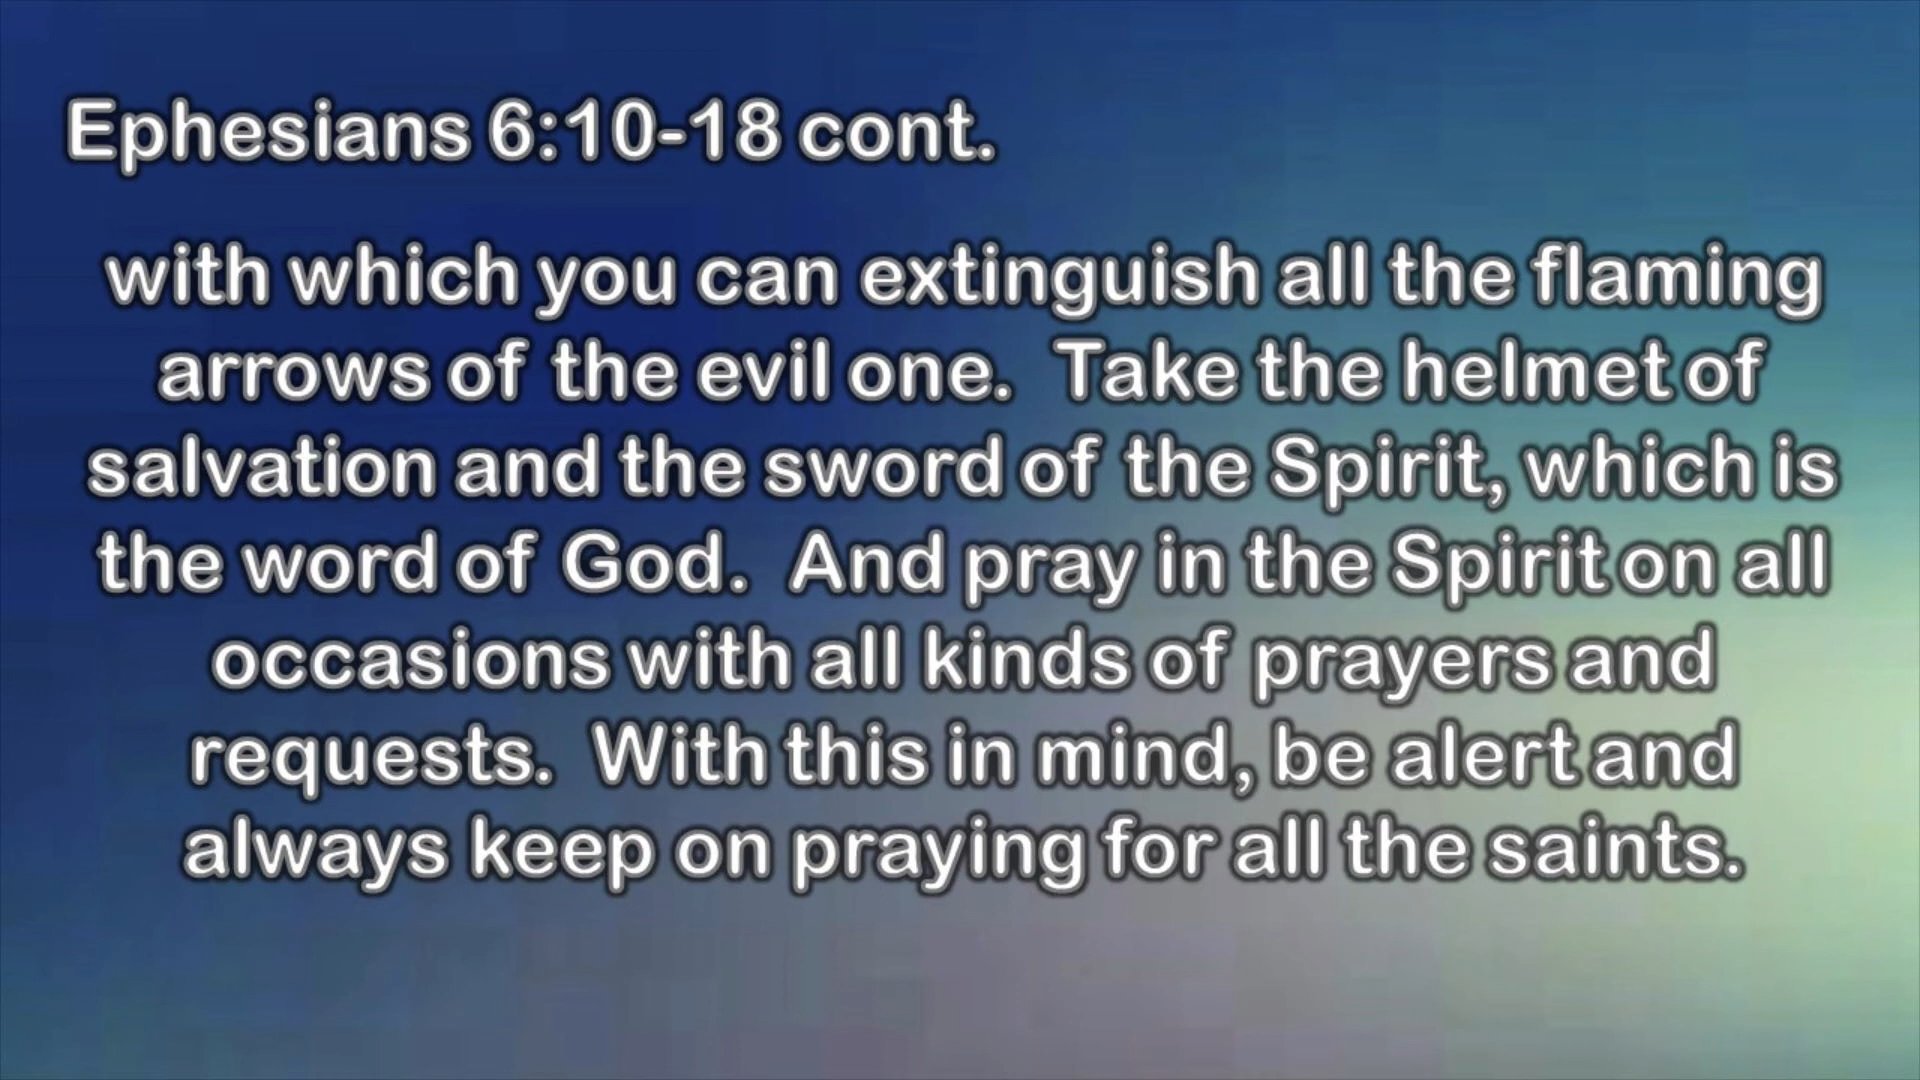 Ephesians 6:10-18 cont.
with which you can extinguish all the flaming
arrows of the evil one. Take the helmet of
salvation and the sword of the Spirit, which is
the word of God. And pray in the Spirit on all
occasions with all kinds of prayers and
requests. With this in mind, be alert and
always keep on praying for all the saints.